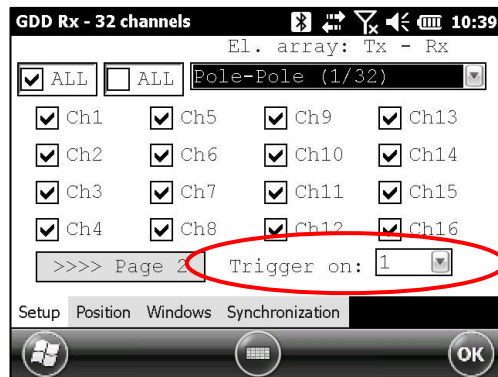 GDD Rx - 32 channels 10:39
El. array: Tx - Rx
ALL ALL Pole-Pole (1/32)
Ch1 Ch5 Ch9 Ch13
Ch2 Ch6 Ch10 Ch14
Ch3 Ch7 Ch11 Ch15
Ch4 Ch8 Ch12 Ch16
>>>> Page 2 Trigger on: 1
Setup Position Windows Synchronization
OK